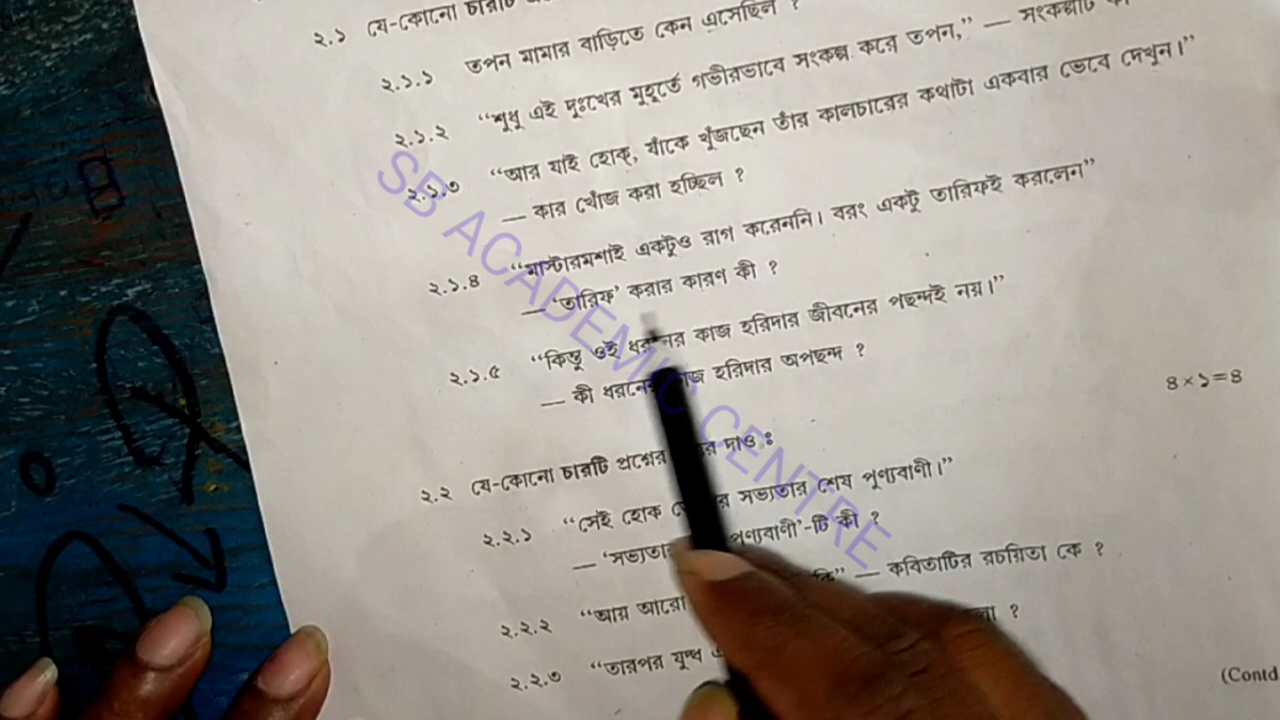 ২.১ যে-কোনো চারটি
২.১.১ তপন মামার বাড়িতে কেন এসেছিল ?
২.১.২ “শুধু এই দুঃখের মুহূর্তে গভীরভাবে সংকল্প করে তপন,” — সংকল্পটি কী
২.১.৩ “আর যাই হোক, যাঁকে খুঁজছেন তাঁর কালচারের কথাটা একবার ভেবে দেখুন।”
— কার খোঁজ করা হচ্ছিল ?
২.১.৪ “মাস্টারমশাই একটুও রাগ করেননি। বরং একটু তারিফই করলেন”
— ‘তারিফ’ করার কারণ কী ?
২.১.৫ “কিন্তু ওই ধরনের কাজ হরিদার জীবনের পছন্দই নয়।”
— কী ধরনের কাজ হরিদার অপছন্দ ?
৪ × ১ = ৪
২.২ যে-কোনো চারটি প্রশ্নের উত্তর দাও :
২.২.১ “সেই হোক সভ্যতার শেষ পুণ্যবাণী।”
— ‘সভ্যতার পুণ্যবাণী’-টি কী ?
২.২.২ “আয় আরো — কবিতাটির রচয়িতা কে ?
২.২.৩ “তারপর যুদ্ধ ?
(Contd
SB ACADEMIC CENTRE